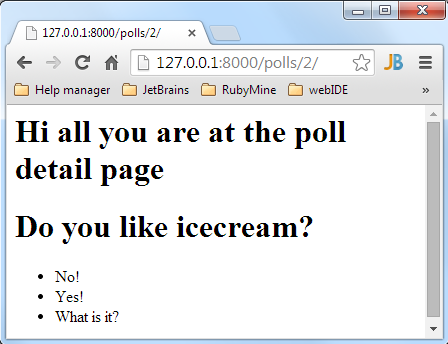 127.0.0.1:8000/polls/2/
127.0.0.1:8000/polls/2/ JB
Help manager JetBrains RubyMine webIDE »
Hi all you are at the poll
detail page
Do you like icecream?
• No!
• Yes!
• What is it?